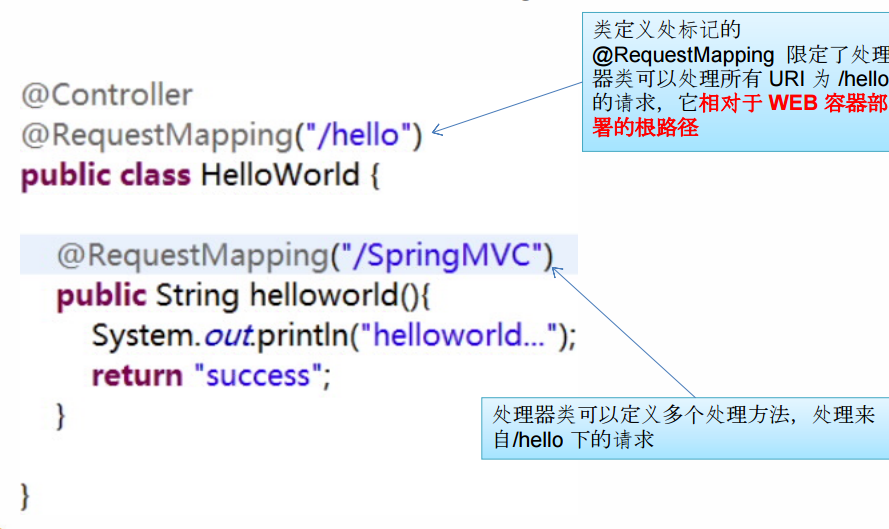 类定义处标记的
@RequestMapping 限定了处理
器类可以处理所有 URI 为 /hello
的请求，它相对于 WEB 容器部
署的根路径
@Controller
@RequestMapping("/hello")
public class HelloWorld {
@RequestMapping("/SpringMVC")
public String helloworld(){
System.out.println("helloworld...");
return "success";
}
处理器类可以定义多个处理方法，处理来
自/hello 下的请求
}